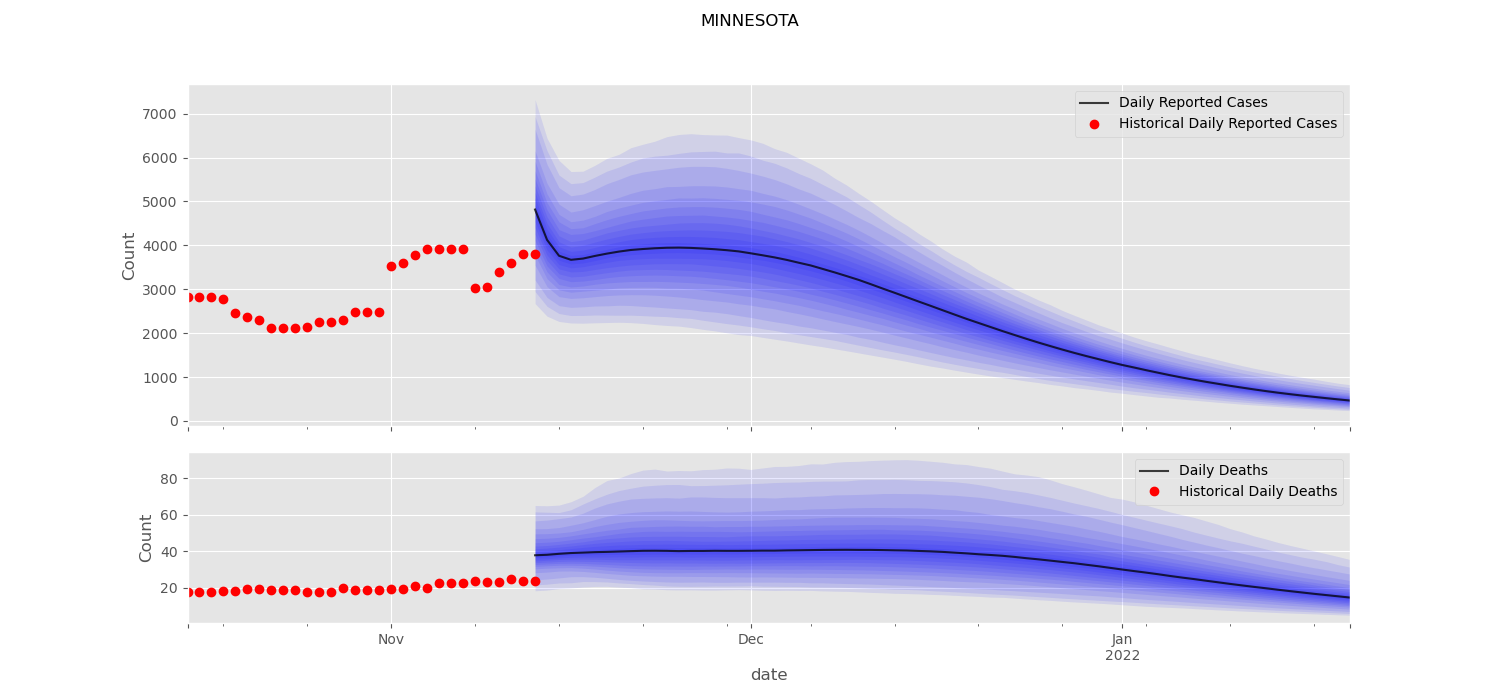 MINNESOTA
Daily Reported Cases
Historical Daily Reported Cases
7000
6000
5000
4000
3000
2000
1000
0
Count
Daily Deaths
Historical Daily Deaths
80
60
40
20
Count
Nov
Dec
Jan
2022
date